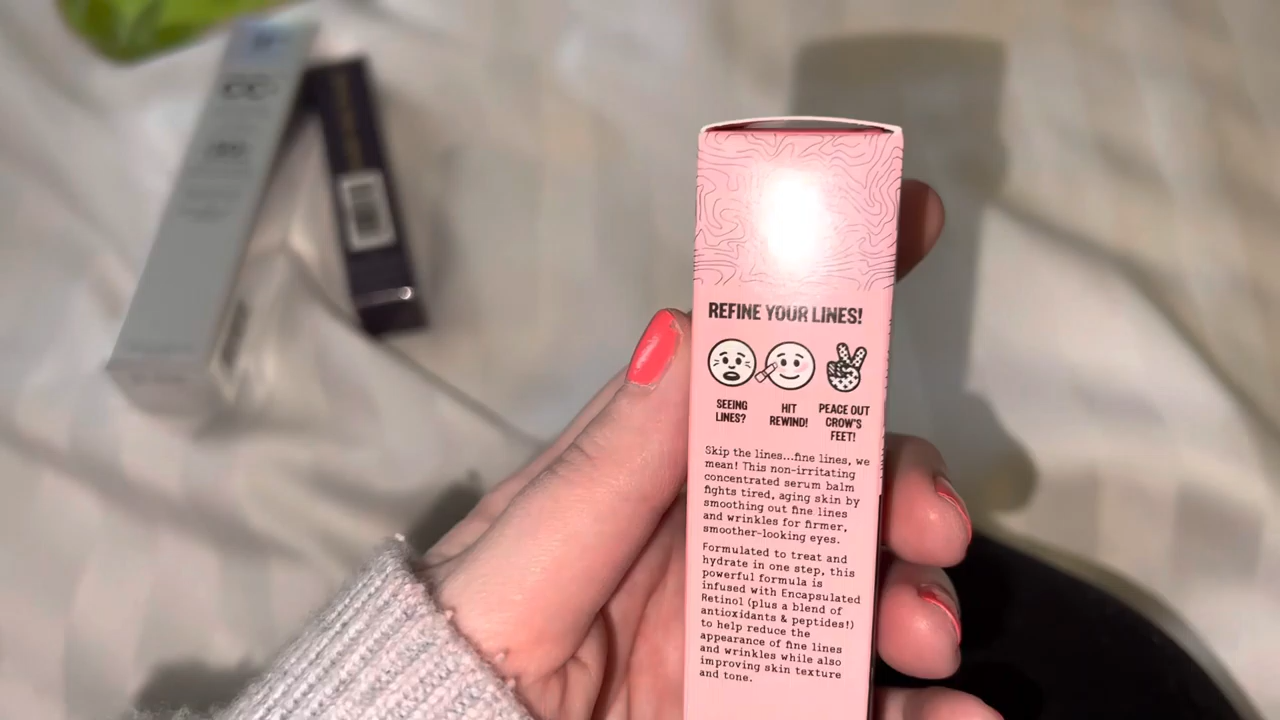 CC+
REFINE YOUR LINES!
SEEING
LINES?
HIT
REWIND!
PEACE OUT
CROW'S
FEET!
Skip the lines...fine lines, we
mean! This non-irritating
concentrated serum balm
fights tired, aging skin by
smoothing out fine lines
and wrinkles for firmer,
smoother-looking eyes.
Formulated to treat and
hydrate in one step, this
powerful formula is
infused with Encapsulated
Retinol (plus a blend of
antioxidants & peptides!)
to help reduce the
appearance of fine lines
and wrinkles while also
improving skin texture
and tone.